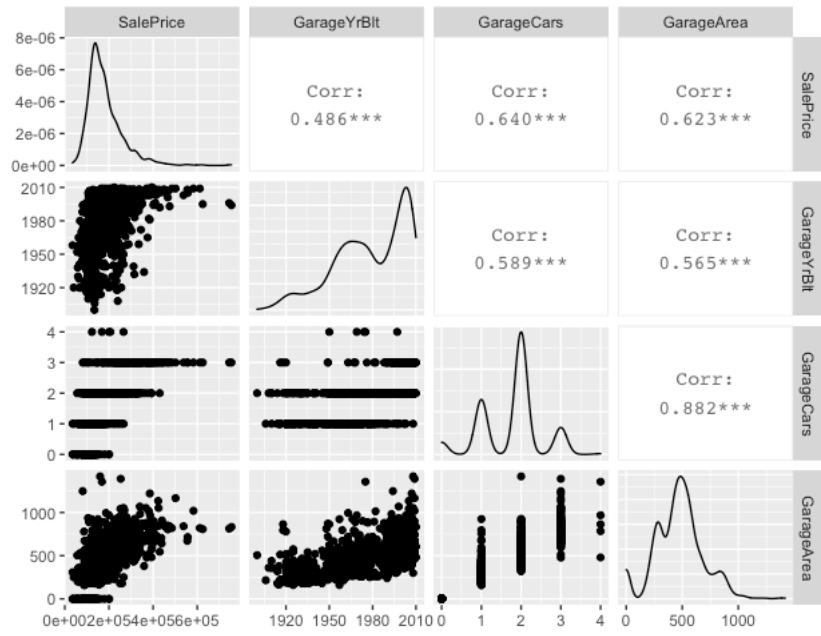 SalePrice GarageYrBlt GarageCars GarageArea
8e-06
6e-06
4e-06
2e-06
0e+00
Corr:
0.486***
Corr:
0.640***
Corr:
0.623***
SalePrice
2010
1980
1950
1920
Corr:
0.589***
Corr:
0.565***
GarageYrBlt
4
3
2
1
0
Corr:
0.882***
GarageCars
1000
500
0
GarageArea
0e+002e+054e+056e+05 1920 1950 1980 2010 0 1 2 3 4 0 500 1000